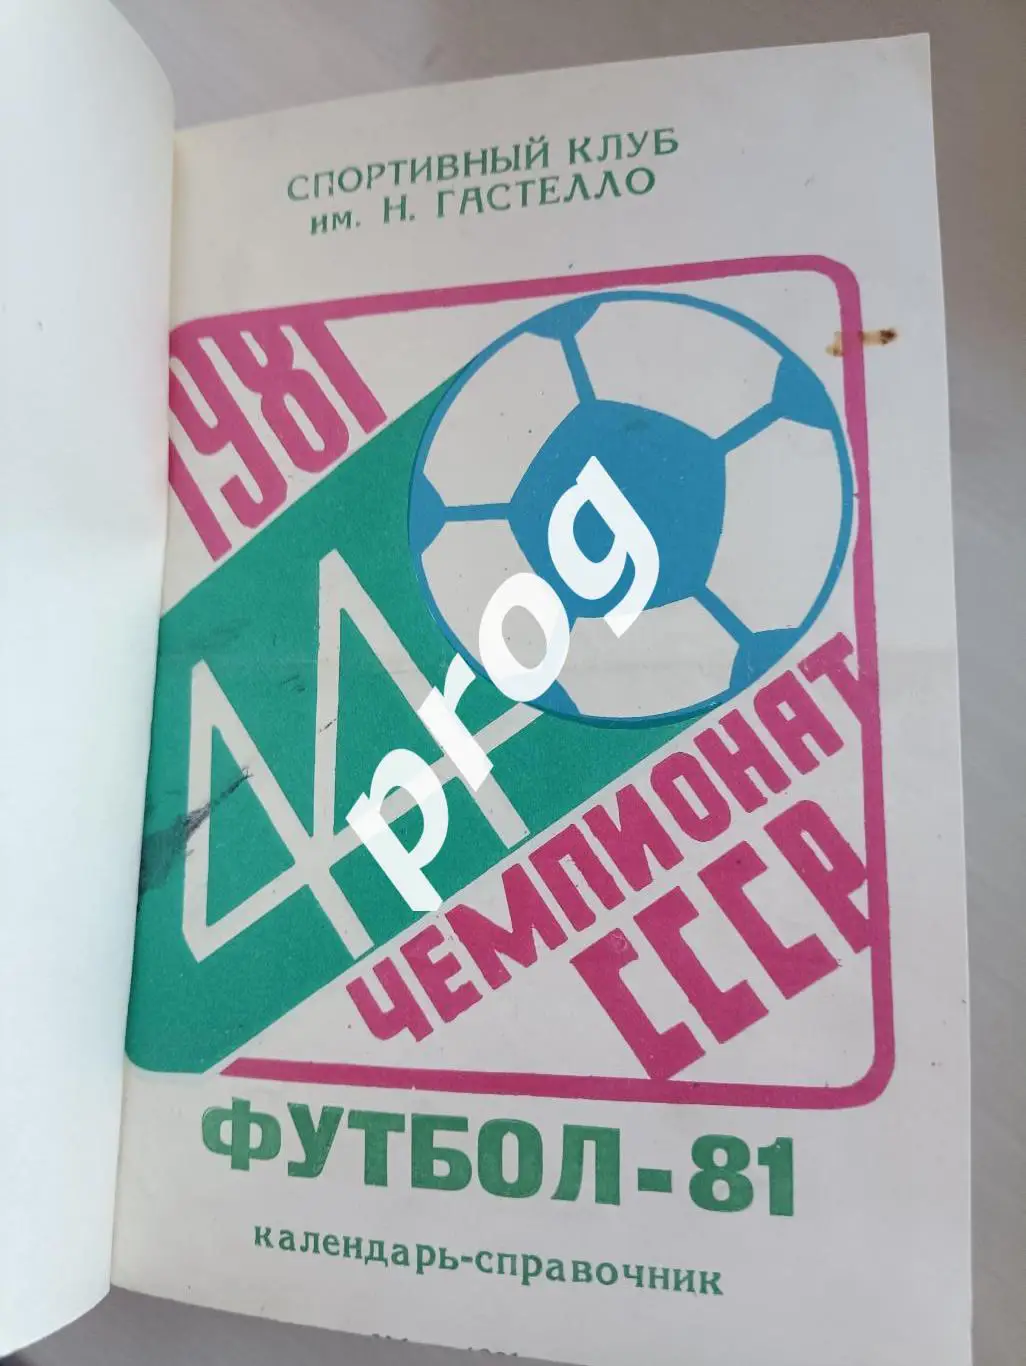 СПОРТИВНЫЙ КЛУБ
им. Н. ГАСТЕЛЛО
1981
44
ЧЕМПИОНАТ
СССР
prog
ФУТБОЛ-81
календарь-справочник